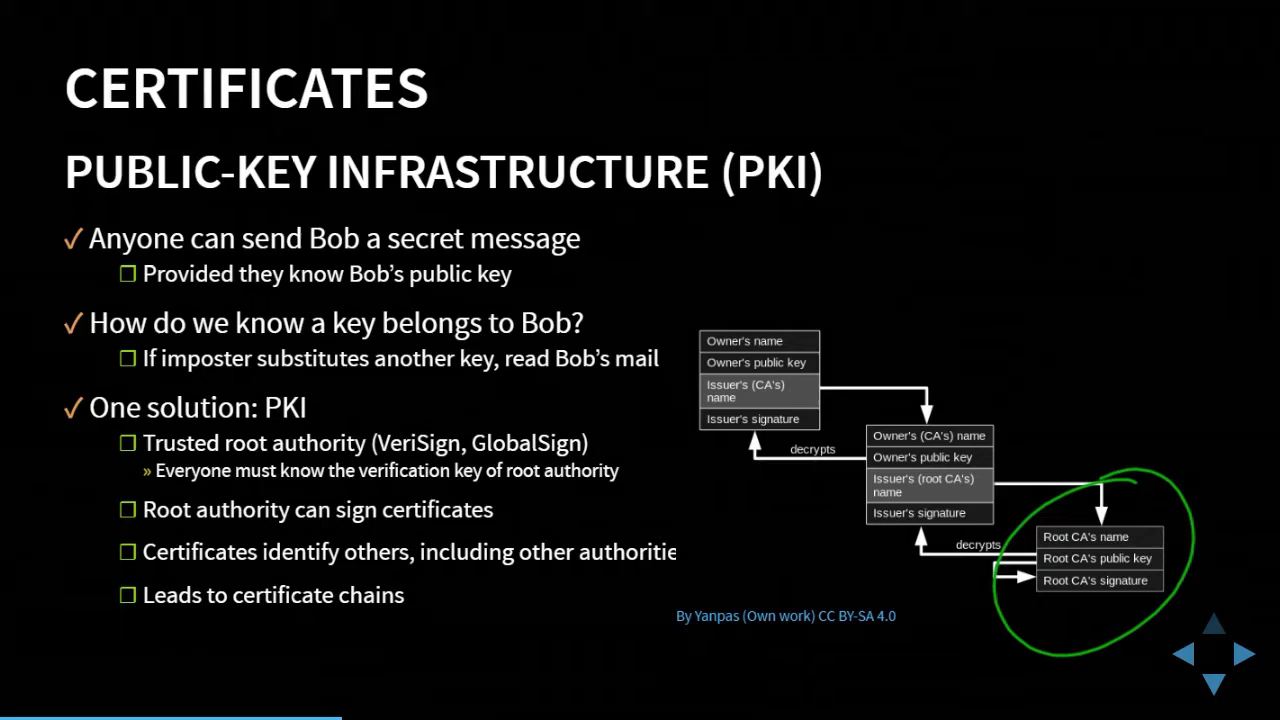 CERTIFICATES
PUBLIC-KEY INFRASTRUCTURE (PKI)
✓ Anyone can send Bob a secret message
❒ Provided they know Bob’s public key
✓ How do we know a key belongs to Bob?
❒ If imposter substitutes another key, read Bob’s mail
✓ One solution: PKI
❒ Trusted root authority (VeriSign, GlobalSign)
» Everyone must know the verification key of root authority
❒ Root authority can sign certificates
❒ Certificates identify others, including other authoritie
❒ Leads to certificate chains
Owner's name
Owner's public key
Issuer's (CA's)
name
Issuer's signature
decrypts
Owner's (CA's) name
Owner's public key
Issuer's (root CA's)
name
Issuer's signature
decrypts
Root CA's name
Root CA's public key
Root CA's signature
By Yanpas (Own work) CC BY-SA 4.0